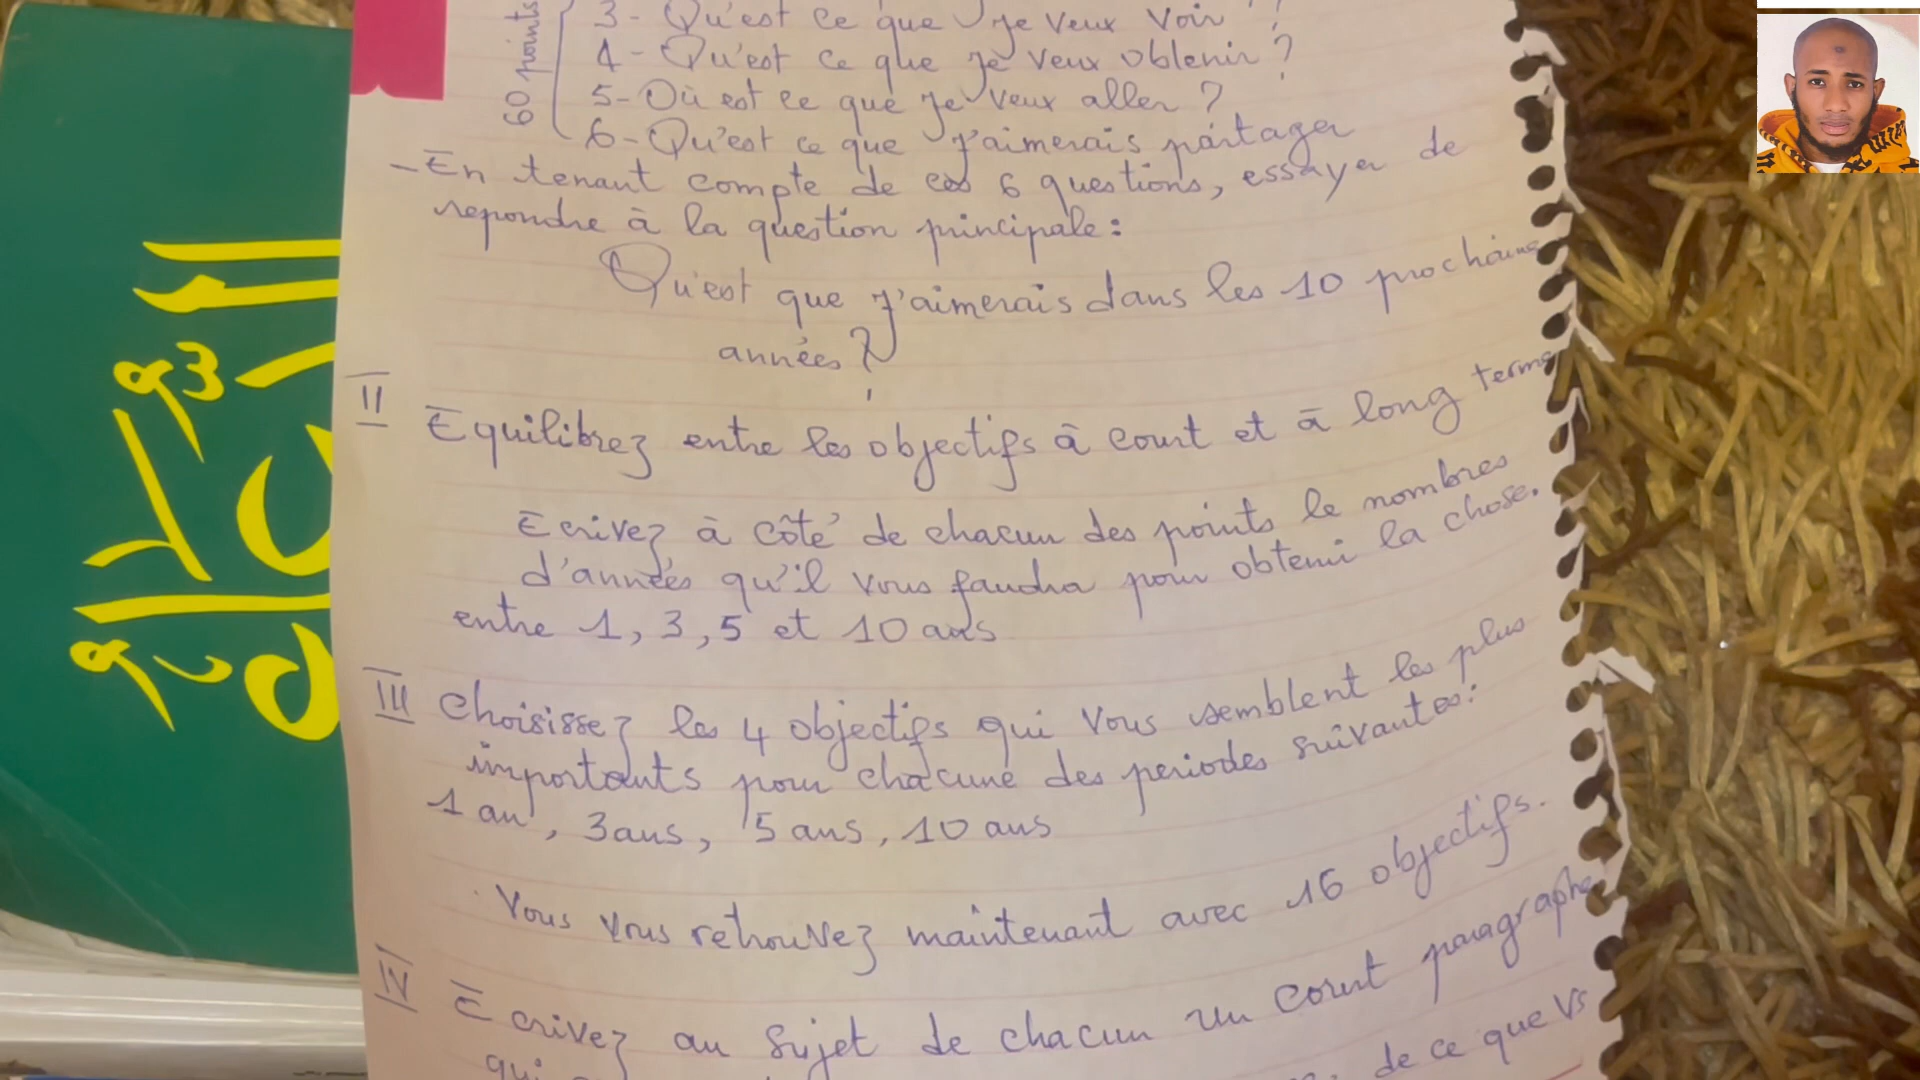 60 points
3- Qu'est ce que je veux voir ?
4- Qu'est ce que je veux obtenir ?
5- Où est ce que je veux aller ?
6- Qu'est ce que j'aimerais partager
- En tenant compte de ces 6 questions, essayer de
repondre à la question principale :
Qu'est que j'aimerais dans les 10 prochaines
années ?
II Equilibrez entre les objectifs à court et à long terme
Ecrivez à côté de chacun des points le nombres
d'années qu'il vous faudra pour obtenir la chose.
entre 1, 3, 5 et 10 ans
III Choisissez les 4 objectifs qui vous semblent les plus
importants pour chacune des periodes suivantes :
1 an, 3 ans, 5 ans, 10 ans
Vous vous retrouvez maintenant avec 16 objectifs.
IV Ecrivez au sujet de chacun un court paragraphe
qui
de ce que vs